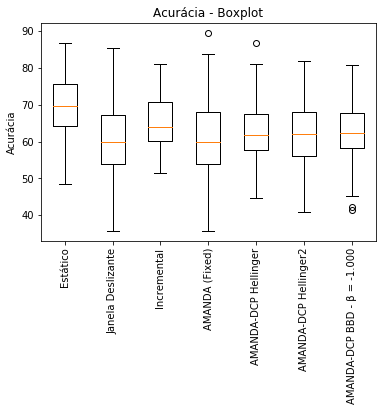 Acurácia - Boxplot
Acurácia
90
80
70
60
50
40
Estático
Janela Deslizante
Incremental
AMANDA (Fixed)
AMANDA-DCP Hellinger
AMANDA-DCP Hellinger2
AMANDA-DCP BBD - β = -1.000